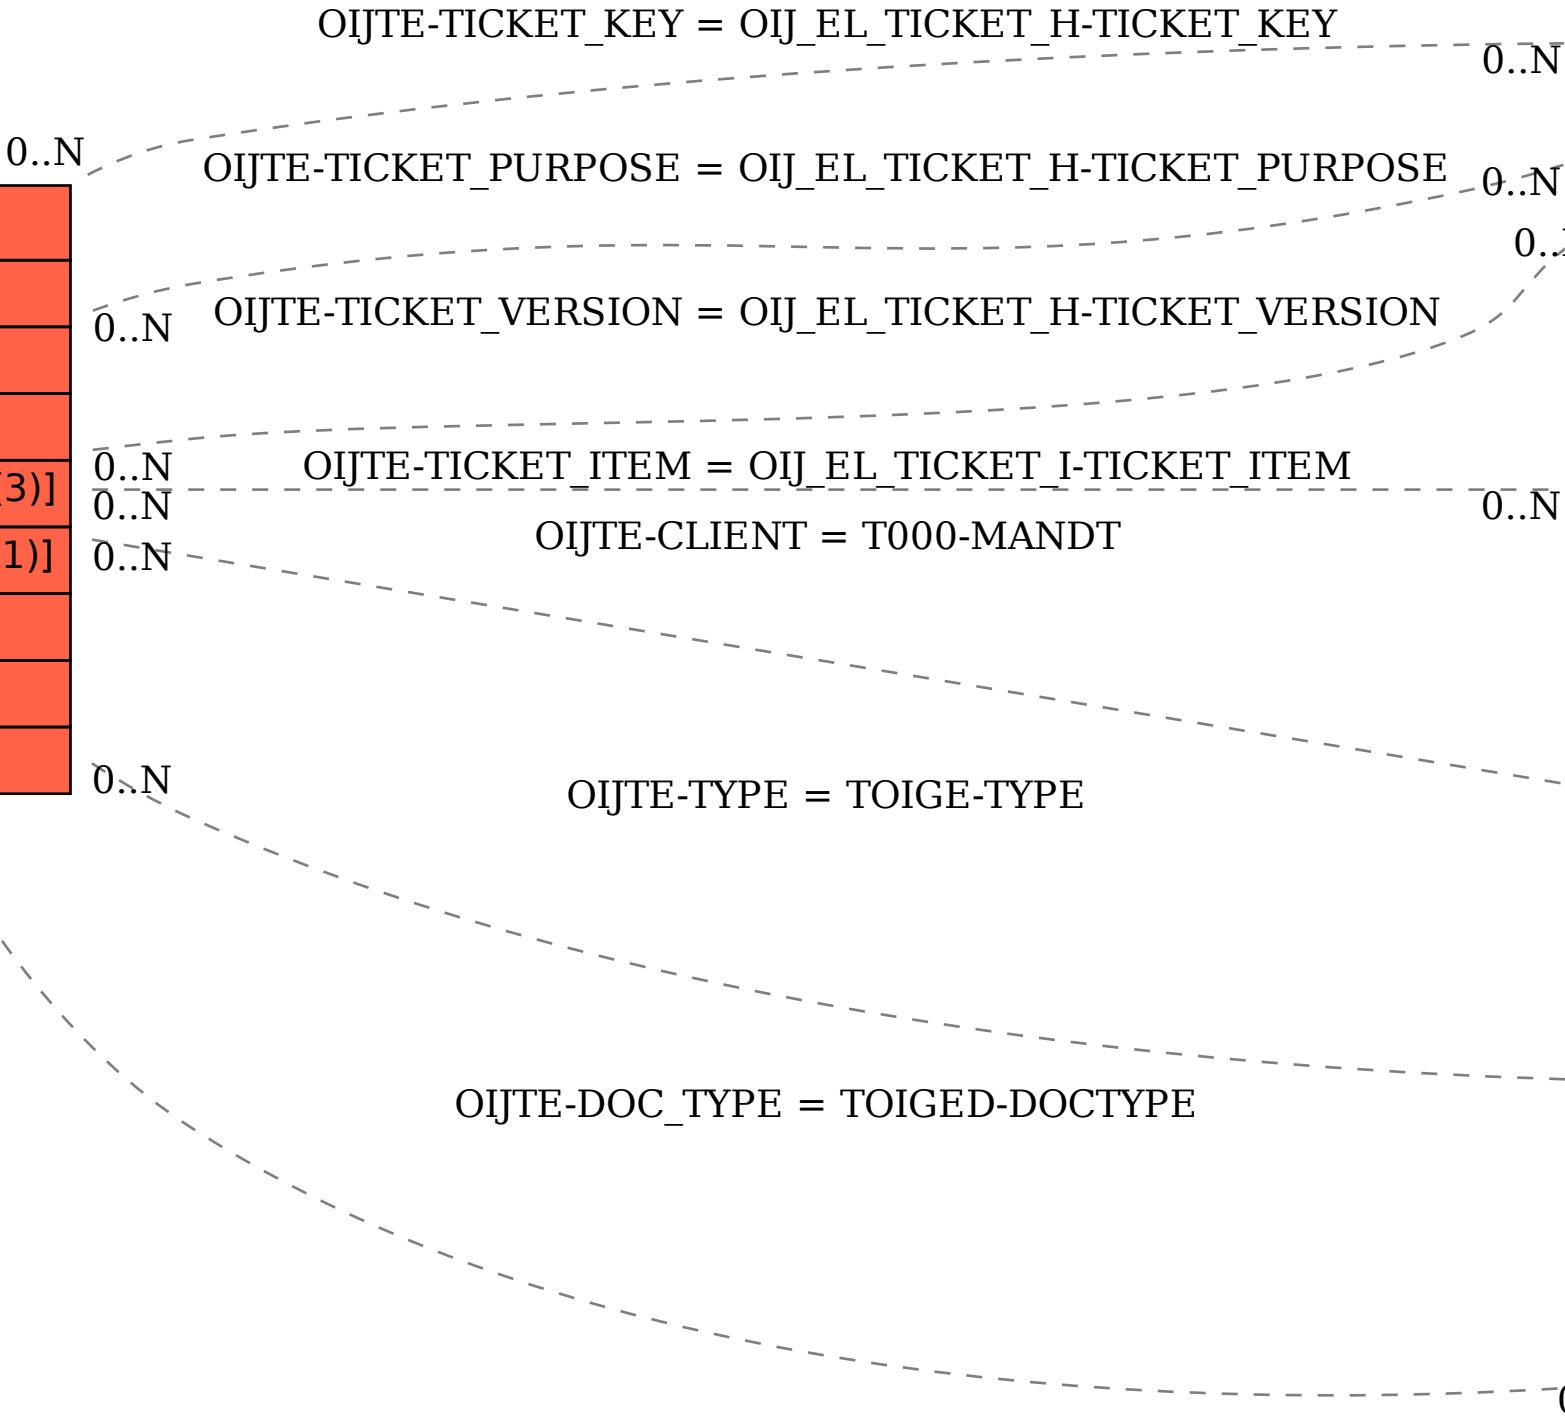 OIJTE-TICKET_KEY = OIJ_EL_TICKET_H-TICKET_KEY
0..N
0..N
OIJTE-TICKET_PURPOSE = OIJ_EL_TICKET_H-TICKET_PURPOSE
0..N
0..
OIJTE-TICKET_VERSION = OIJ_EL_TICKET_H-TICKET_VERSION
0..N
OIJTE-TICKET_ITEM = OIJ_EL_TICKET_I-TICKET_ITEM
0..N
(3)]
0..N
0..N
OIJTE-CLIENT = T000-MANDT
1)]
0..N
0..N
OIJTE-TYPE = TOIGE-TYPE
OIJTE-DOC_TYPE = TOIGED-DOCTYPE